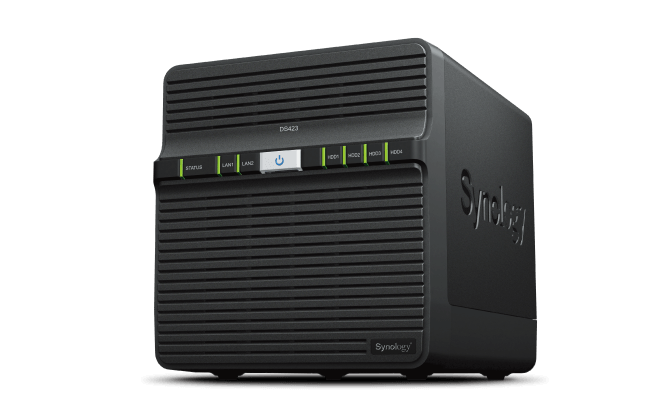 DS423
STATUS LAN1 LAN2 HDD1 HDD2 HDD3 HDD4
Synology
Synology